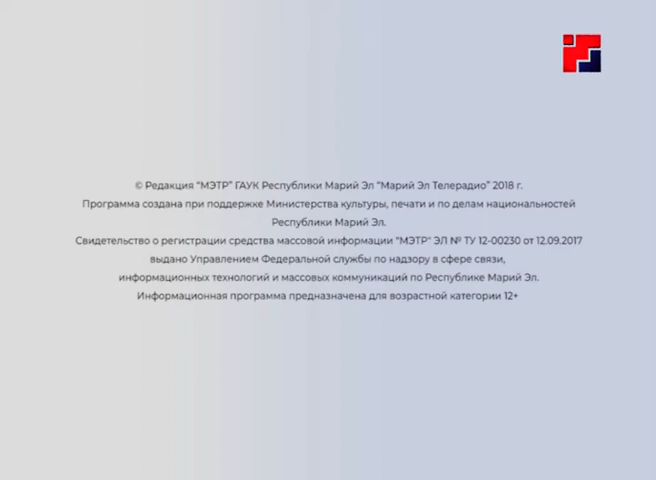 © Редакция "МЭТР" ГАУК Республики Марий Эл "Марий Эл Телерадио" 2018 г.
Программа создана при поддержке Министерства культуры, печати и по делам национальностей
Республики Марий Эл.
Свидетельство о регистрации средства массовой информации "МЭТР" ЭЛ № ТУ 12-00230 от 12.09.2017
выдано Управлением Федеральной службы по надзору в сфере связи,
информационных технологий и массовых коммуникаций по Республике Марий Эл.
Информационная программа предназначена для возрастной категории 12+